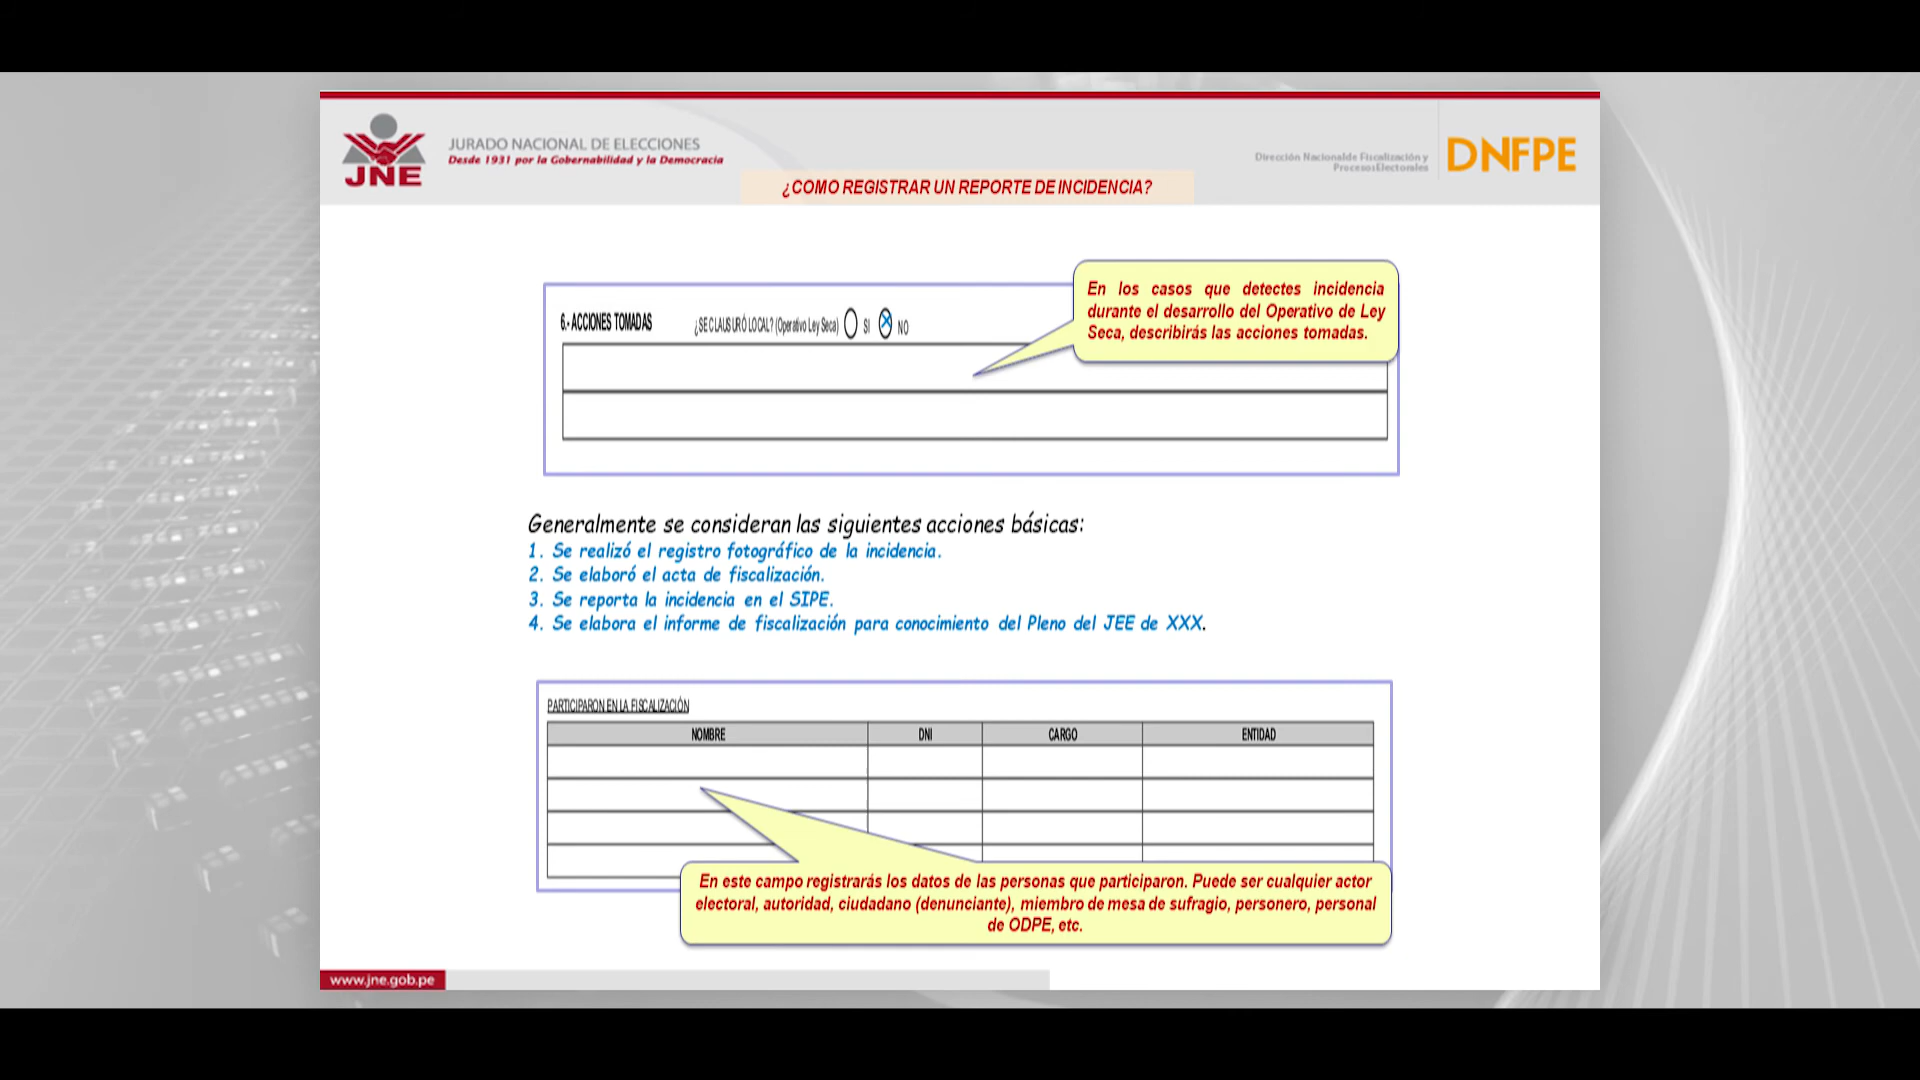 JNE
JURADO NACIONAL DE ELECCIONES
Desde 1931 por la Gobernabilidad y la Democracia
Dirección Nacionalde Fiscalización y
Procesos Electorales
DNFPE
¿COMO REGISTRAR UN REPORTE DE INCIDENCIA?
6.- ACCIONES TOMADAS ¿SE CLAUSURÓ LOCAL? (Operativo Ley Seca) SI NO
En los casos que detectes incidencia
durante el desarrollo del Operativo de Ley
Seca, describirás las acciones tomadas.
Generalmente se consideran las siguientes acciones básicas:
1. Se realizó el registro fotográfico de la incidencia.
2. Se elaboró el acta de fiscalización.
3. Se reporta la incidencia en el SIPE.
4. Se elabora el informe de fiscalización para conocimiento del Pleno del JEE de XXX.
PARTICIPARON EN LA FISCALIZACIÓN
NOMBRE DNI CARGO ENTIDAD
En este campo registrarás los datos de las personas que participaron. Puede ser cualquier actor
electoral, autoridad, ciudadano (denunciante), miembro de mesa de sufragio, personero, personal
de ODPE, etc.
www.jne.gob.pe